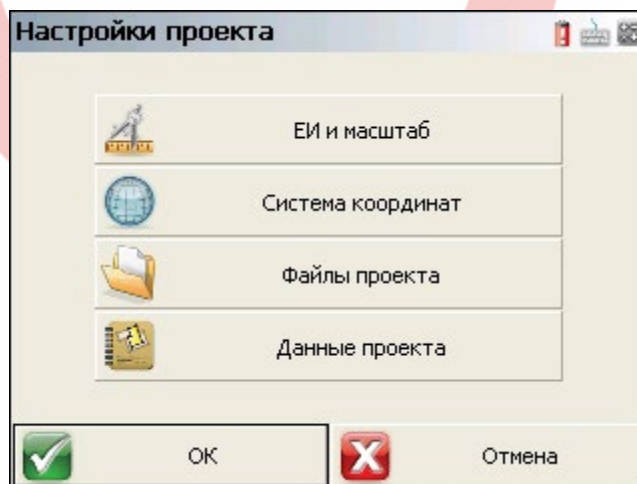 Настройки проекта
ЕИ и масштаб
Система координат
Файлы проекта
Данные проекта
ОК
Отмена